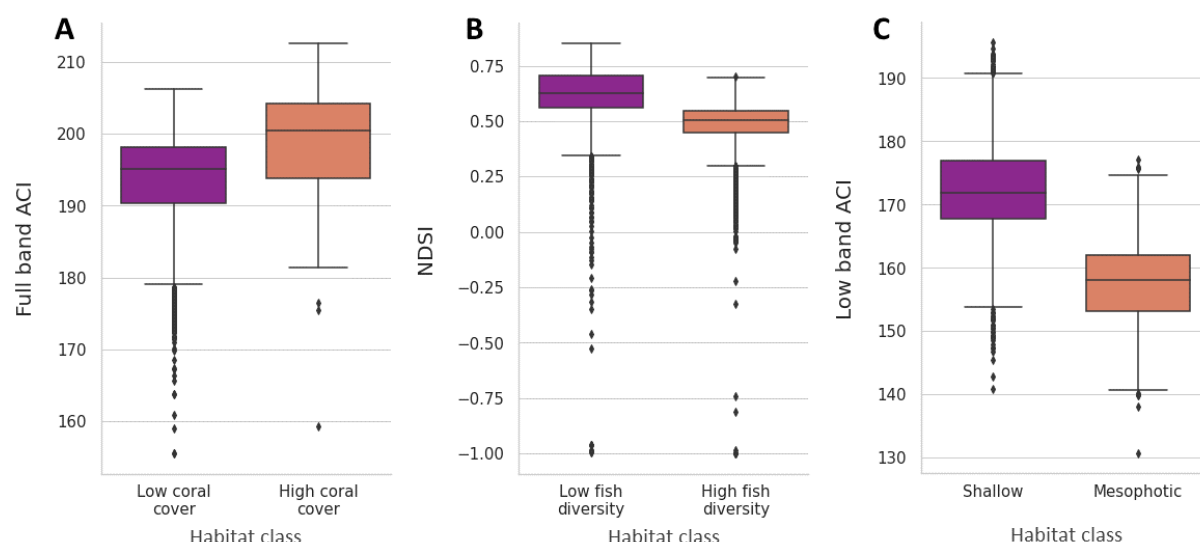 A
Full band ACI
210
200
190
180
170
160
Low coral
cover
High coral
cover
Habitat class
B
NDSI
0.75
0.50
0.25
0.00
−0.25
−0.50
−0.75
−1.00
Low fish
diversity
High fish
diversity
Habitat class
C
Low band ACI
190
180
170
160
150
140
130
Shallow
Mesophotic
Habitat class